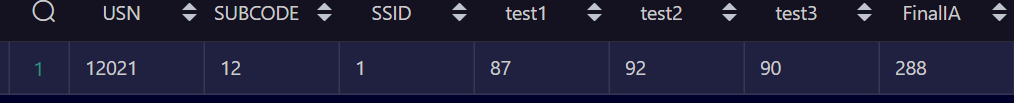 USN SUBCODE SSID test1 test2 test3 FinalIA
1 12021 12 1 87 92 90 288